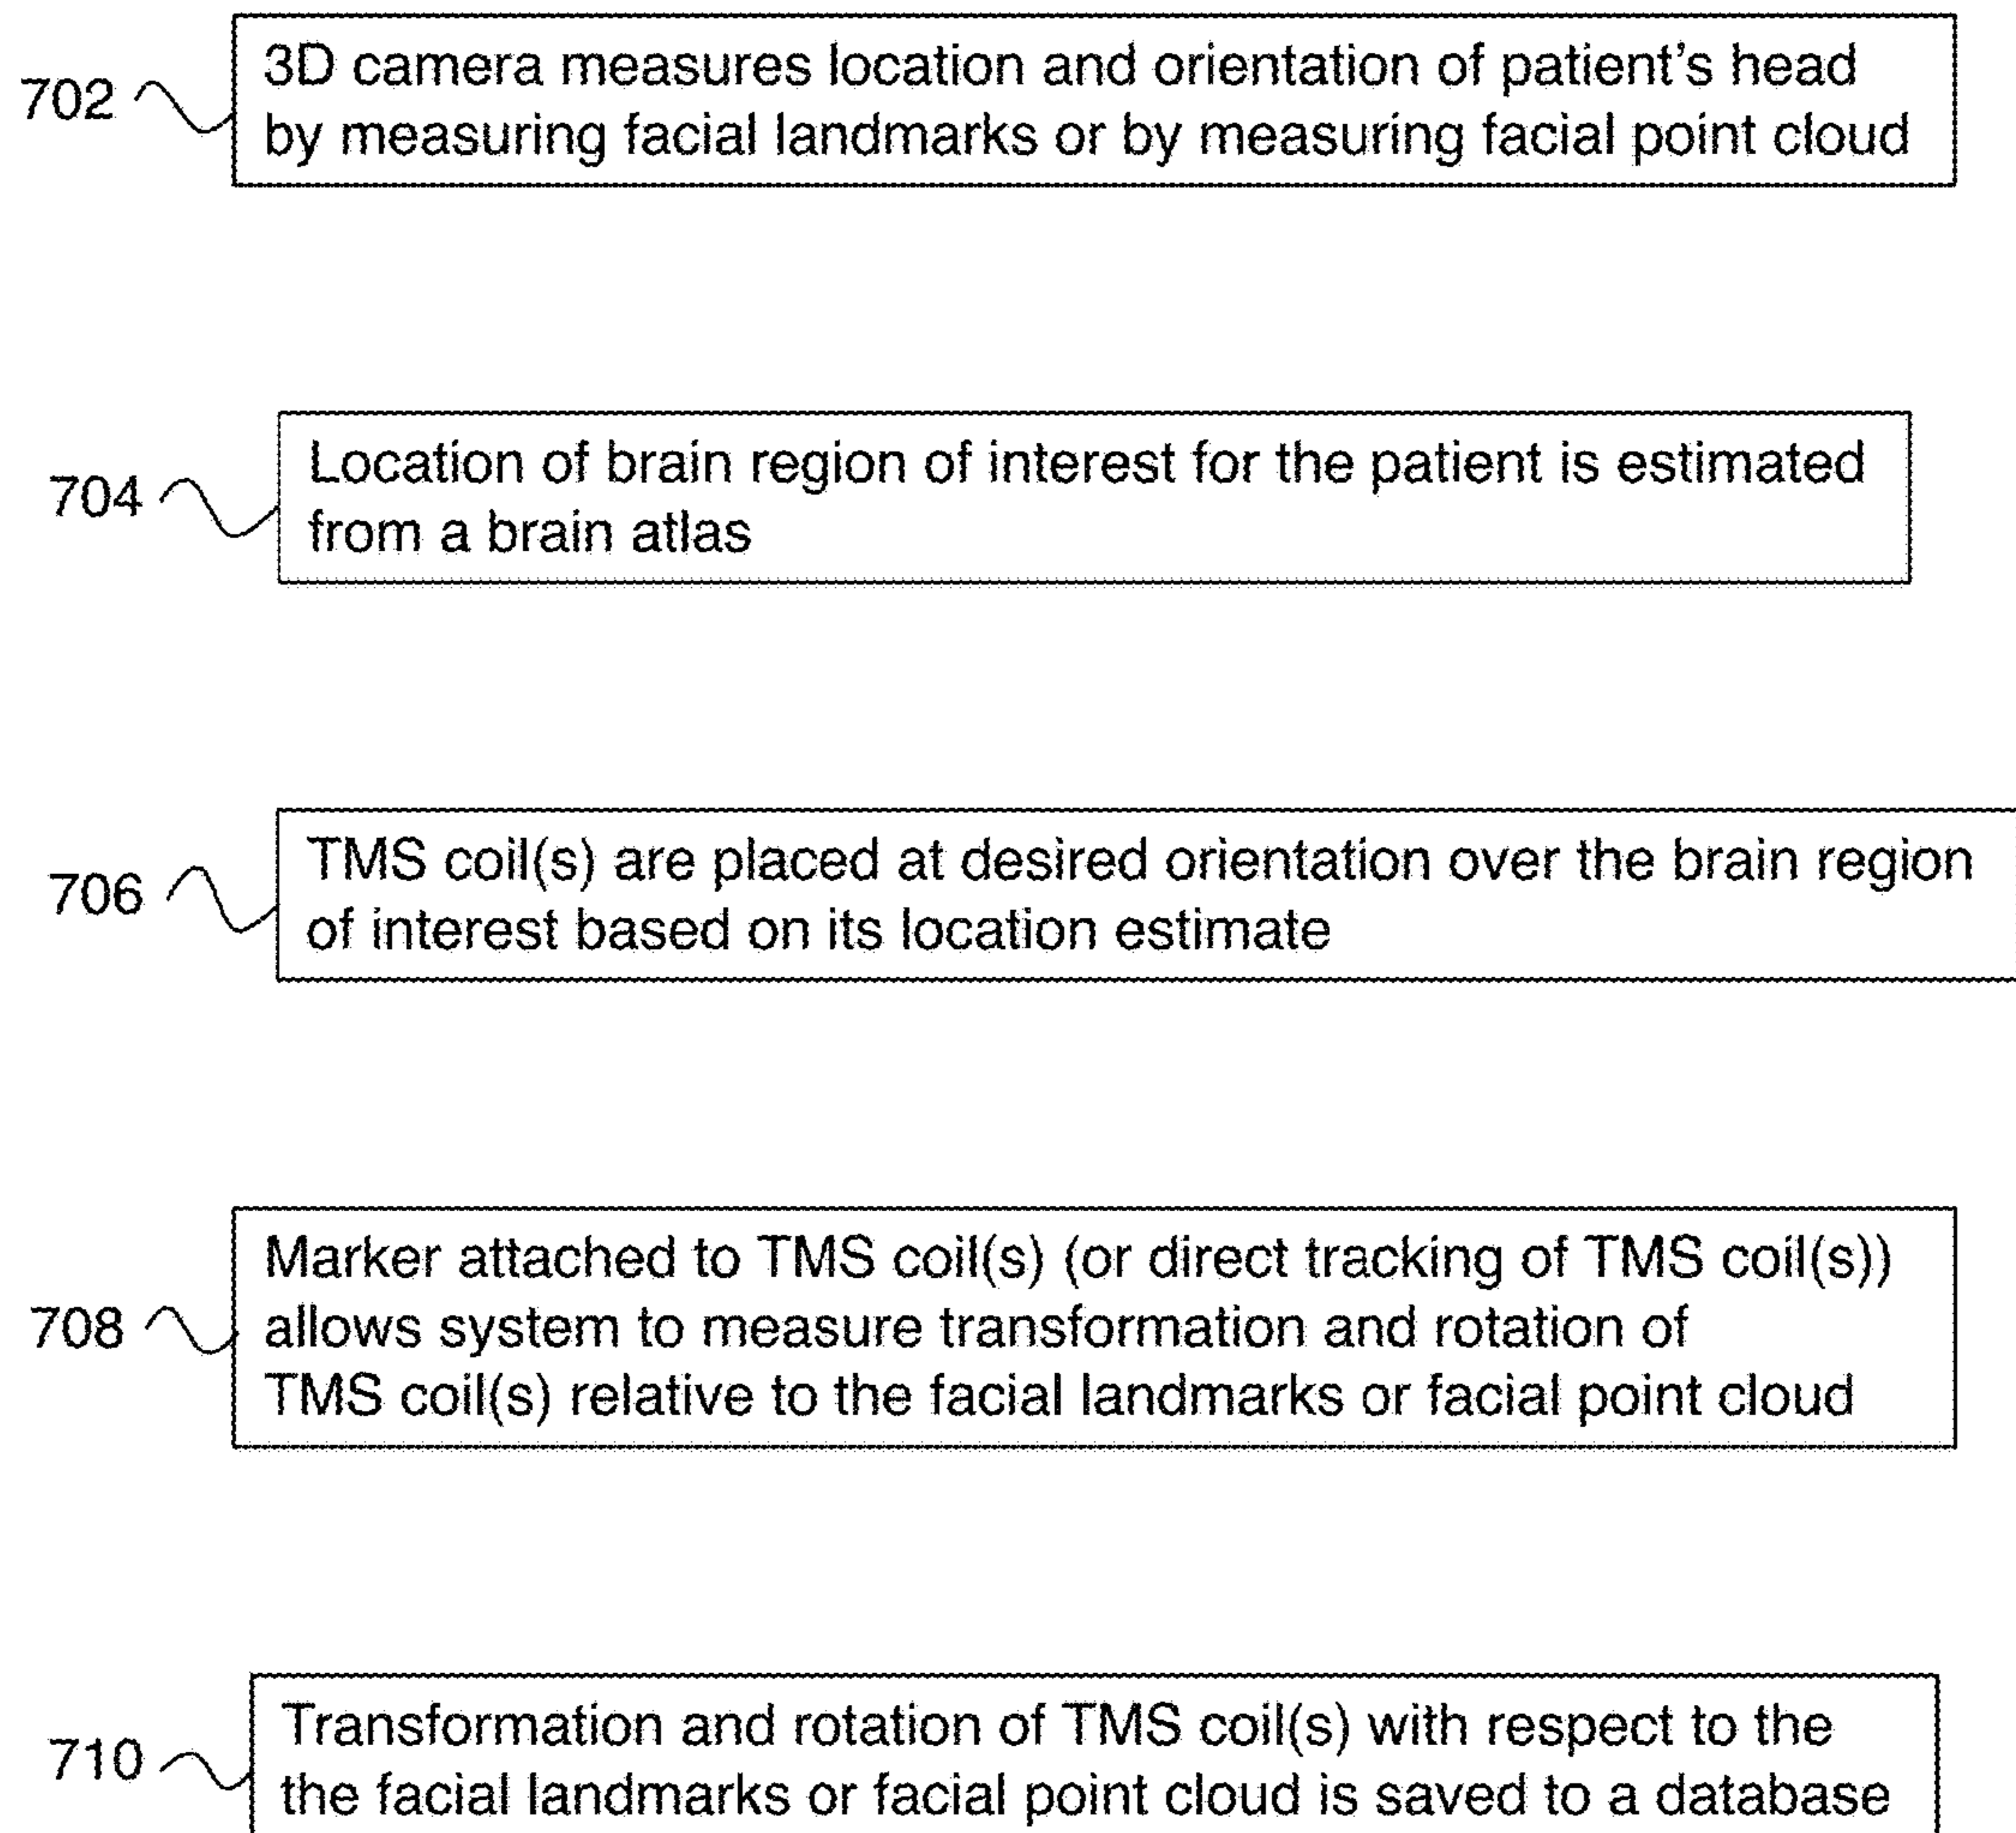 702
3D camera measures location and orientation of patient's head
by measuring facial landmarks or by measuring facial point cloud
704
Location of brain region of interest for the patient is estimated
from a brain atlas
706
TMS coil(s) are placed at desired orientation over the brain region
of interest based on its location estimate
708
Marker attached to TMS coil(s) (or direct tracking of TMS coil(s))
allows system to measure transformation and rotation of
TMS coil(s) relative to the facial landmarks or facial point cloud
710
Transformation and rotation of TMS coil(s) with respect to the
the facial landmarks or facial point cloud is saved to a database